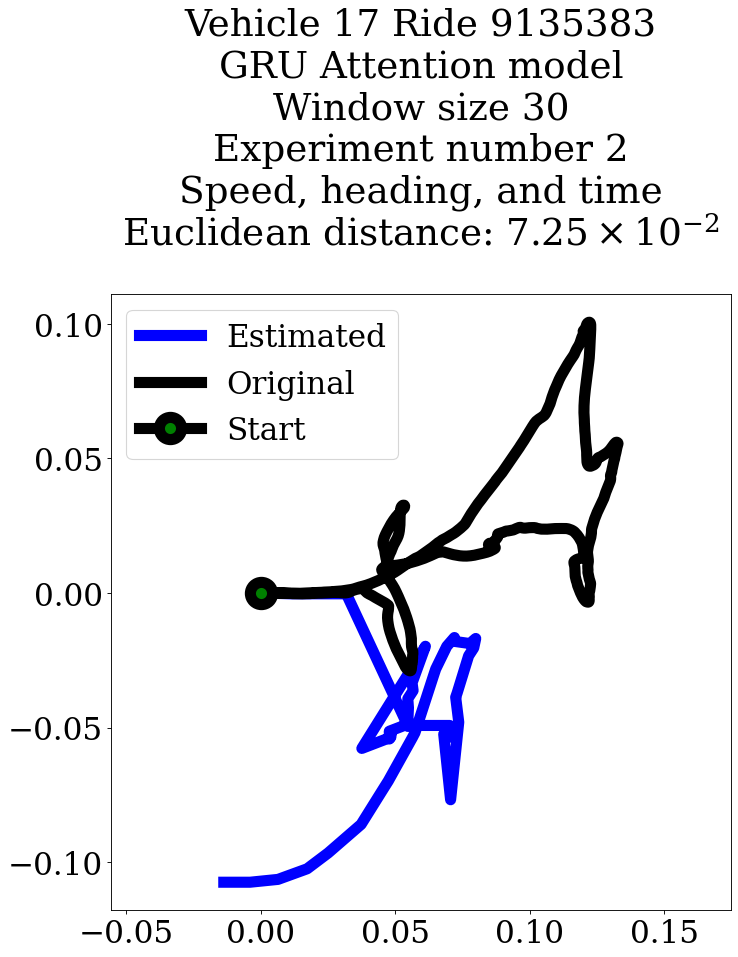 Vehicle 17 Ride 9135383
GRU Attention model
Window size 30
Experiment number 2
Speed, heading, and time
Euclidean distance: 7.25 × 10⁻²
Estimated
Original
Start
0.10
0.05
0.00
−0.05
−0.10
−0.05 0.00 0.05 0.10 0.15